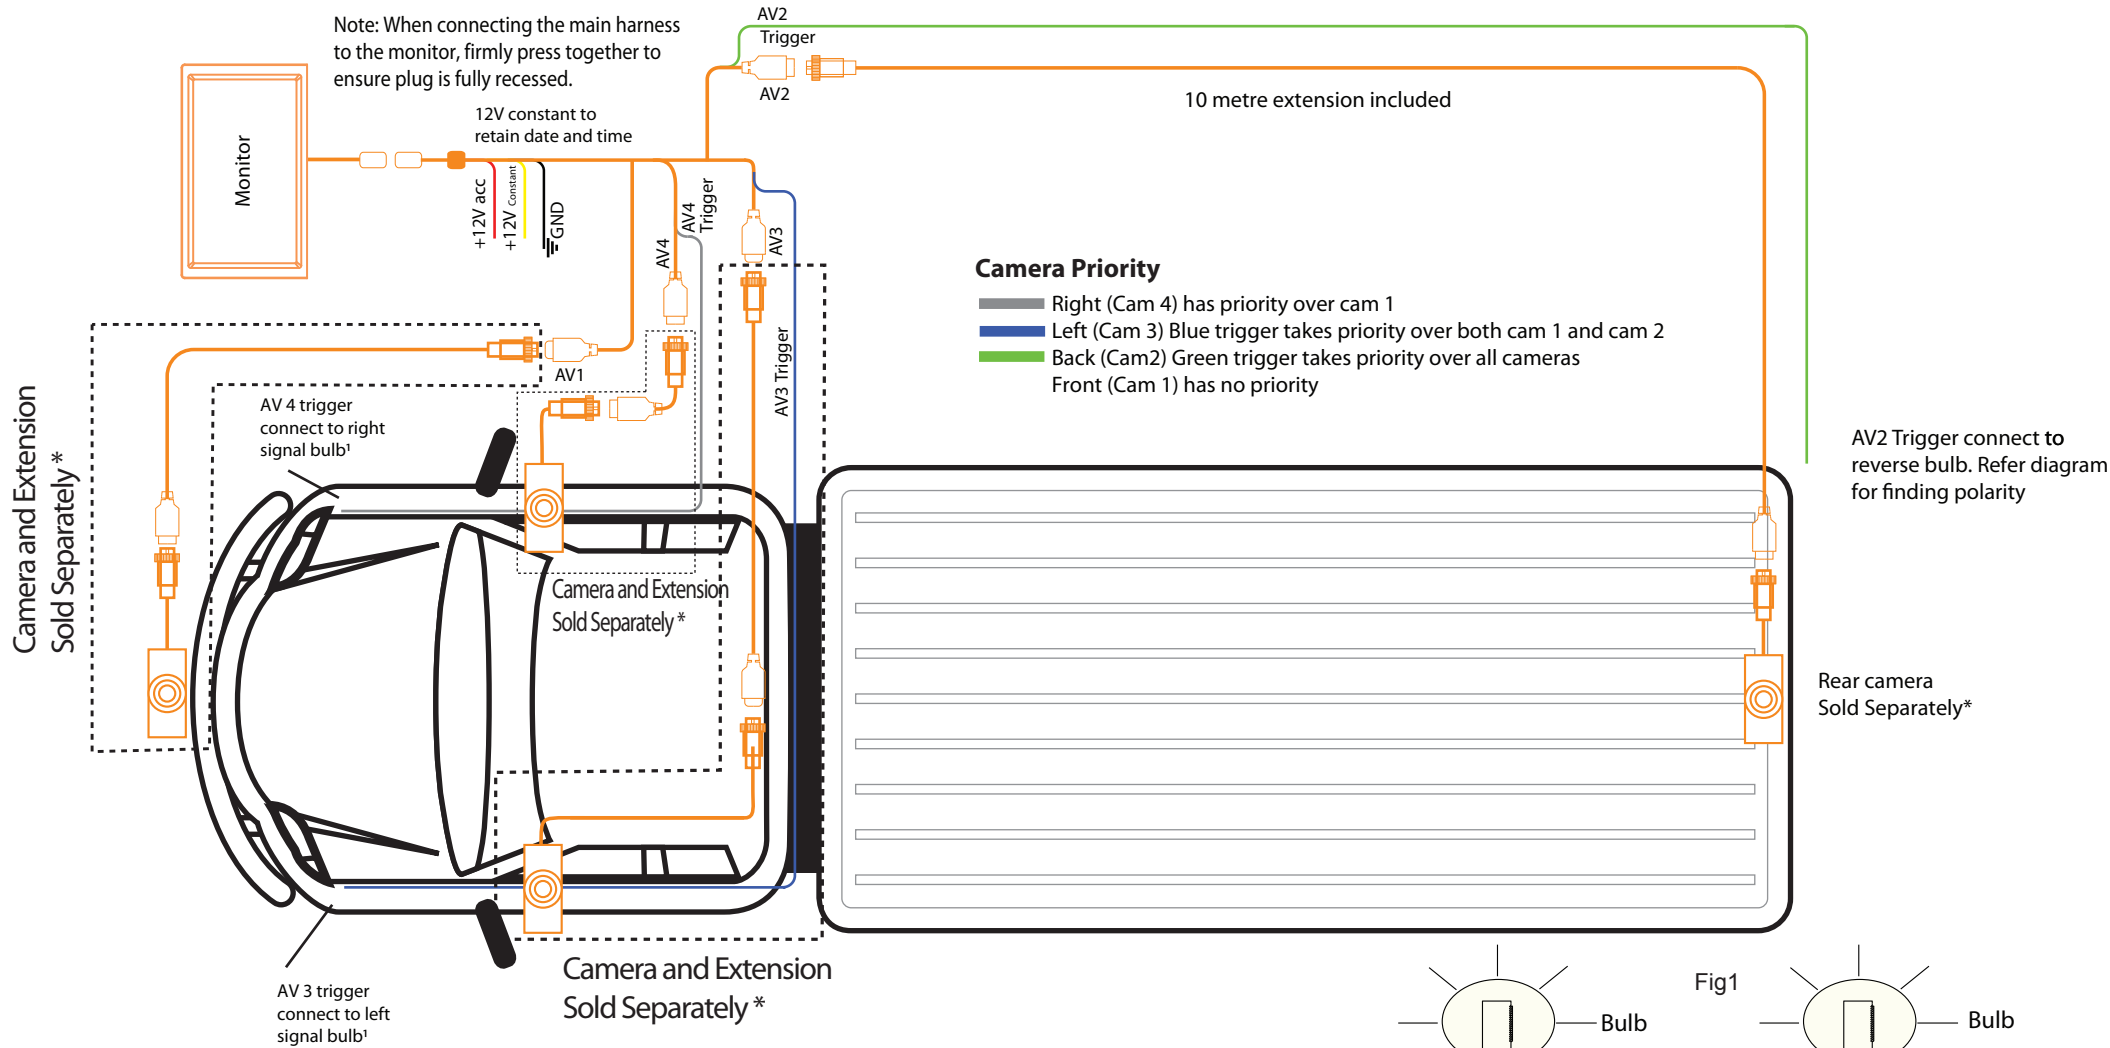 Note: When connecting the main harness
to the monitor, firmly press together to
ensure plug is fully recessed.
AV2
Trigger
AV2
10 metre extension included
12V constant to
retain date and time
Monitor
+12V acc
+12V Constant
GND
AV4
Trigger
AV4
AV3
AV3 Trigger
AV1
Camera Priority
Right (Cam 4) has priority over cam 1
Left (Cam 3) Blue trigger takes priority over both cam 1 and cam 2
Back (Cam2) Green trigger takes priority over all cameras
Front (Cam 1) has no priority
Camera and Extension
Sold Separately *
AV 4 trigger
connect to right
signal bulb¹
AV2 Trigger connect to
reverse bulb. Refer diagram
for finding polarity
Camera and Extension
Sold Separately *
Rear camera
Sold Separately*
Camera and Extension
Sold Separately *
AV 3 trigger
connect to left
signal bulb¹
Fig1
Bulb
Bulb